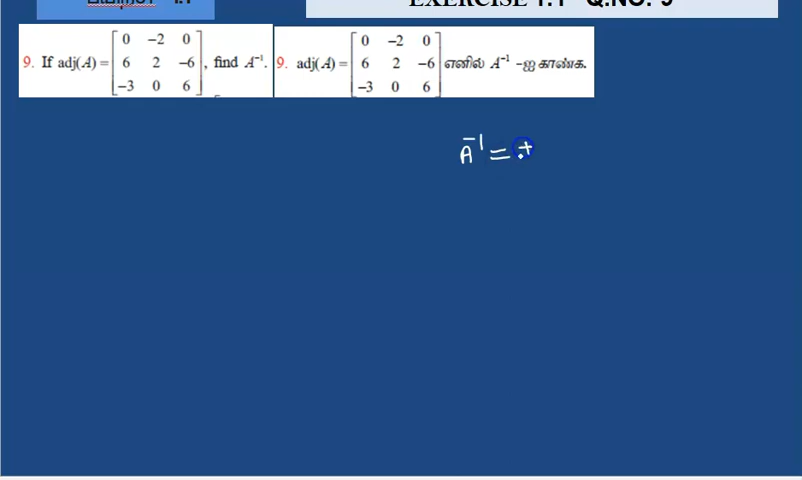 EXERCISE 1.1 Q.NO. 9
9. If adj(A) = [0 −2 0; 6 2 −6; −3 0 6], find A⁻¹.
9. adj(A) = [0 −2 0; 6 2 −6; −3 0 6] எனில் A⁻¹ -ஐ காண்க.
A⁻¹ = +